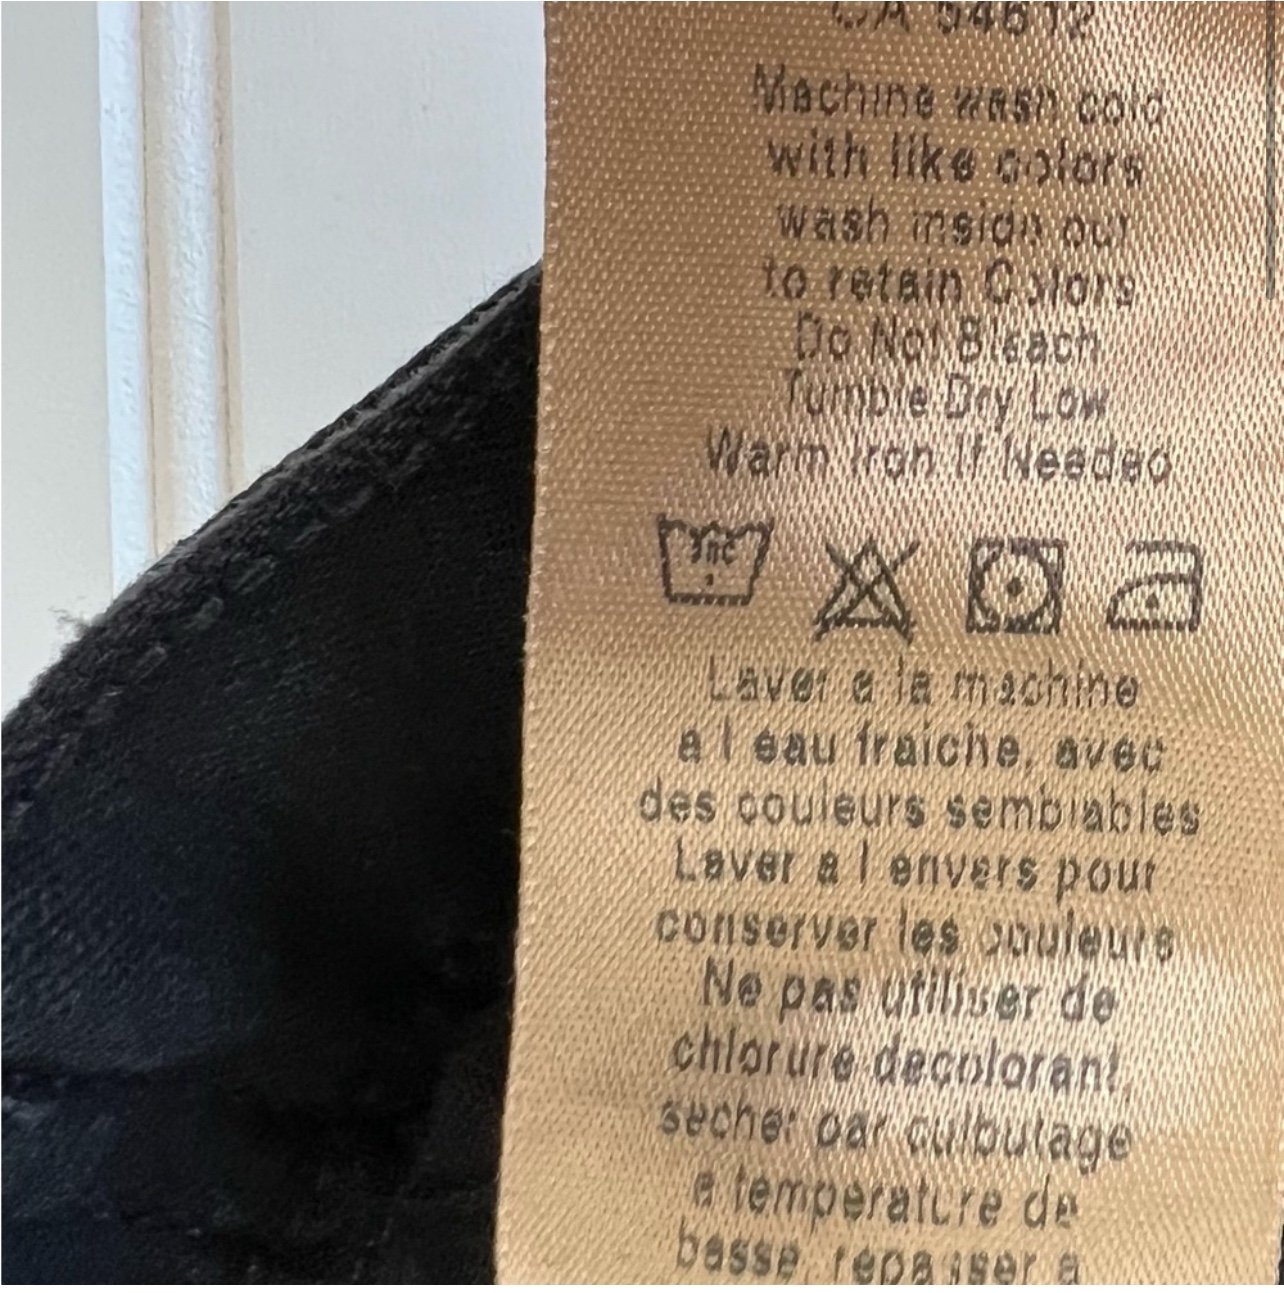 CA 54612
Machine wash cold
with like colors
wash inside out
to retain Colors
Do Not Bleach
Tumble Dry Low
Warm Iron If Needed
30C
Laver a la machine
a l eau fraiche, avec
des couleurs semblables
Laver a l envers pour
conserver les couleurs
Ne pas utiliser de
chlorure decolorant,
secher par culbutage
a temperature de
basse, repasser a